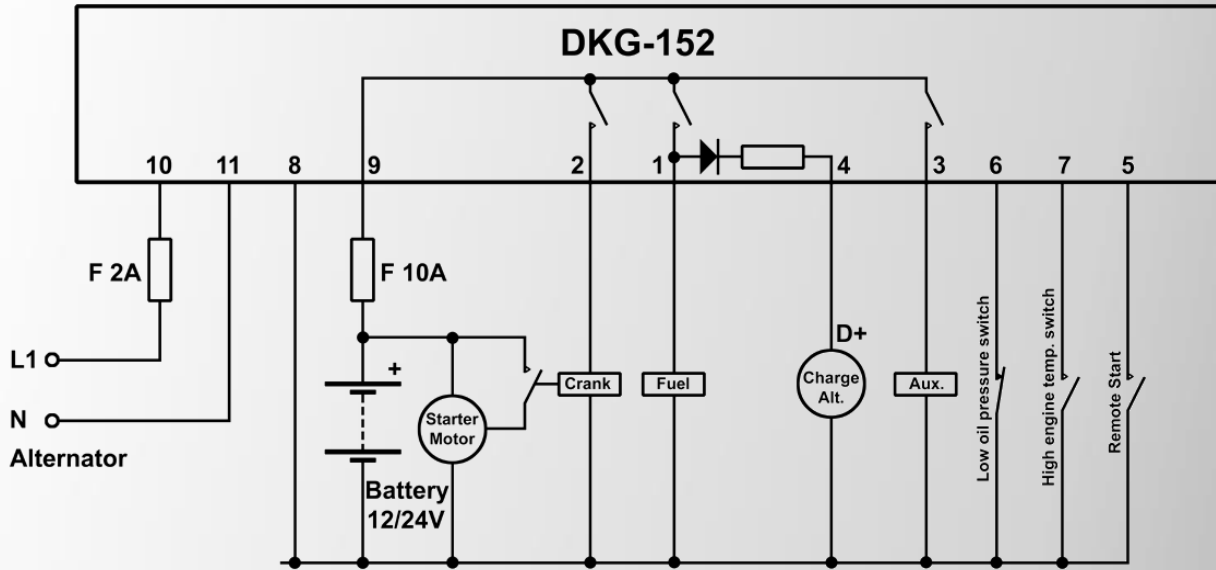 DKG-152
10 11 8 9 2 1 4 3 6 7 5
F 2A
F 10A
L1
N
Alternator
+
Battery
12/24V
Starter
Motor
Crank
Fuel
D+
Charge
Alt.
Aux.
Low oil pressure switch
High engine temp. switch
Remote Start